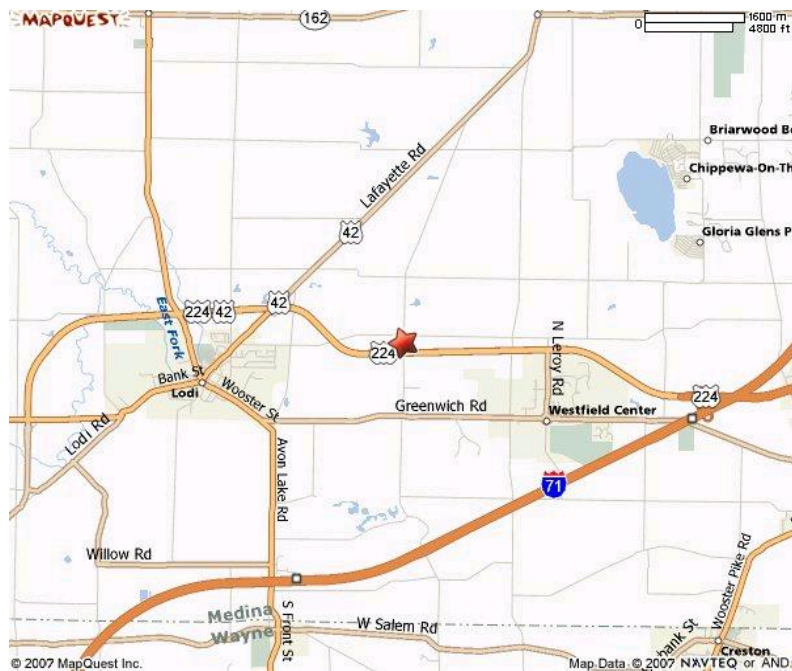 MAPQUEST
162
1600 m
0
4800 ft
Lafayette Rd
Briarwood Be
Chippewa-On-Th
42
Gloria Glens P
42
224 42
East Fork
224
N Leroy Rd
Bank St
Lodi
Wooster St
224
Greenwich Rd
Westfield Center
Lodi Rd
Avon Lake Rd
71
Willow Rd
Wooster Pike Rd
Medina
Wayne
S Front St
W Salem Rd
bank St
Creston
© 2007 MapQuest Inc.
Map Data © 2007 NAVTEQ or AND